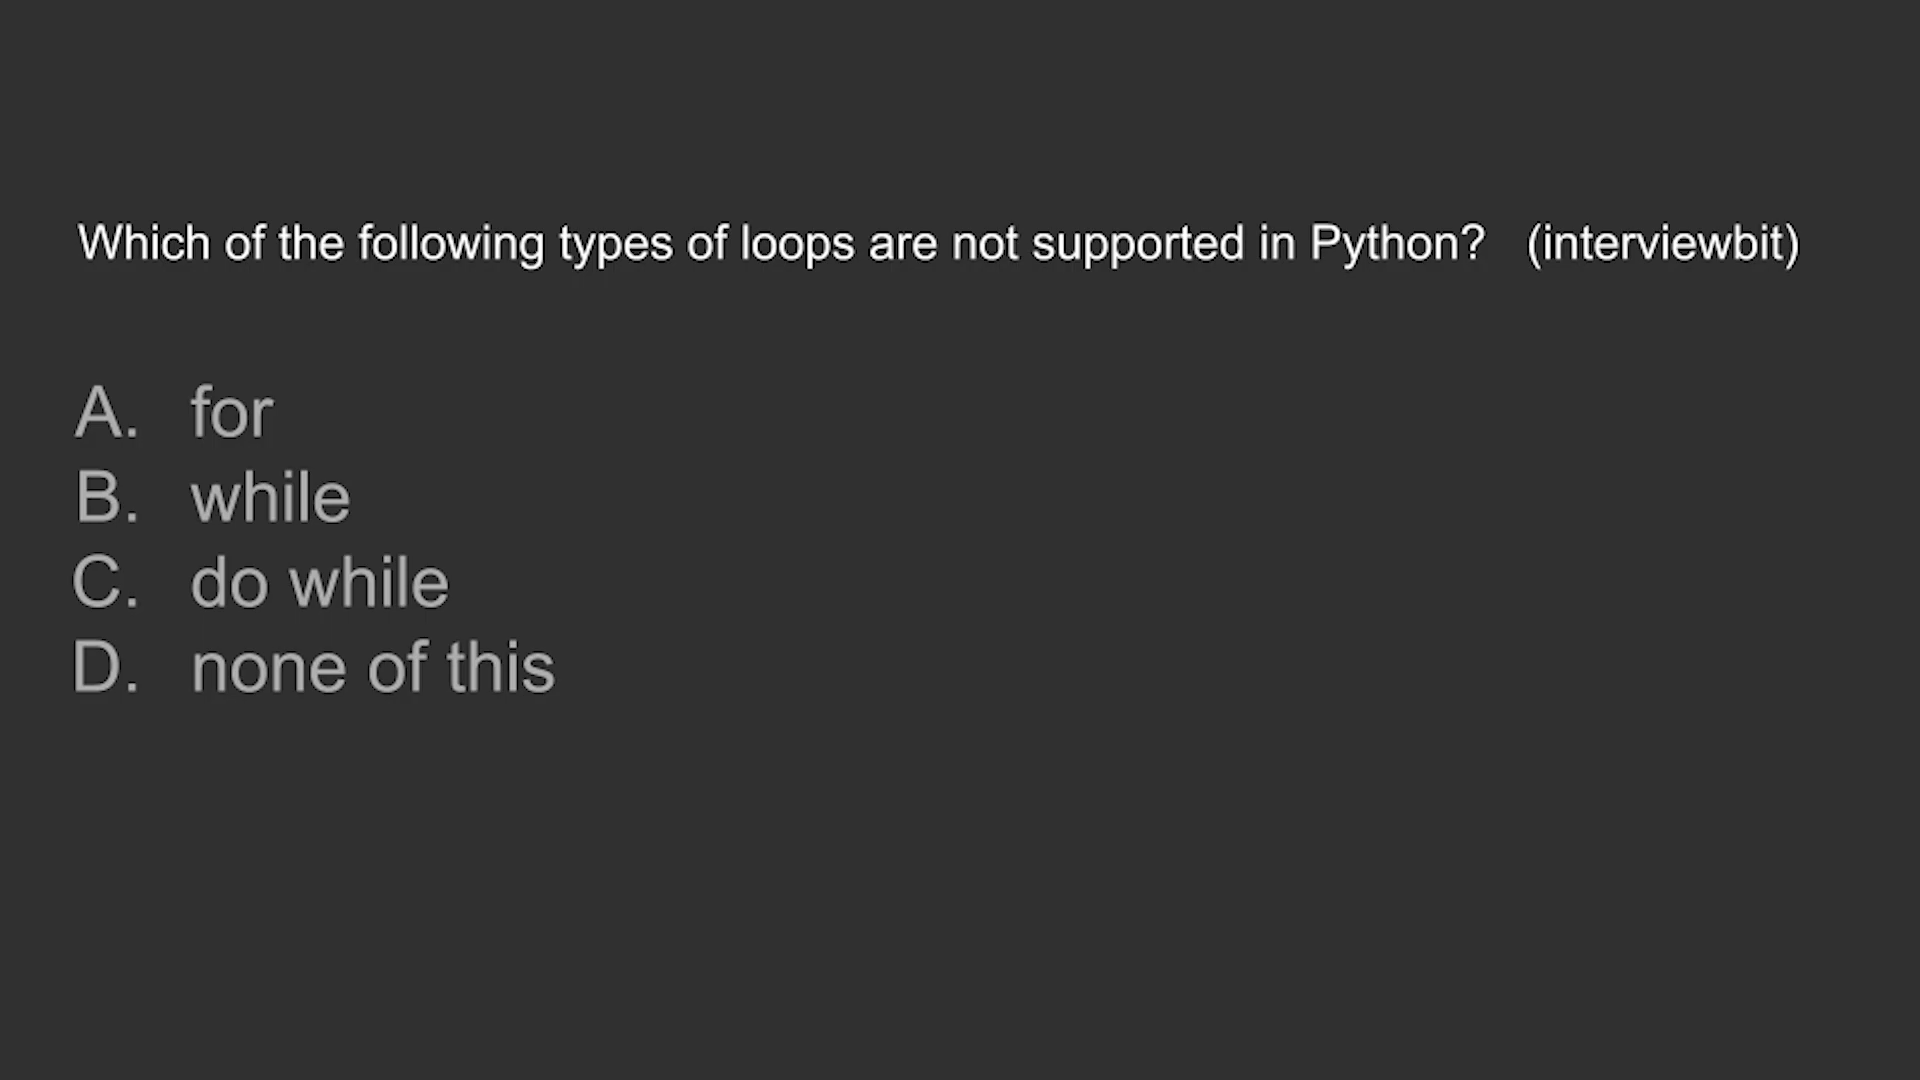 Which of the following types of loops are not supported in Python? (interviewbit)
A. for
B. while
C. do while
D. none of this